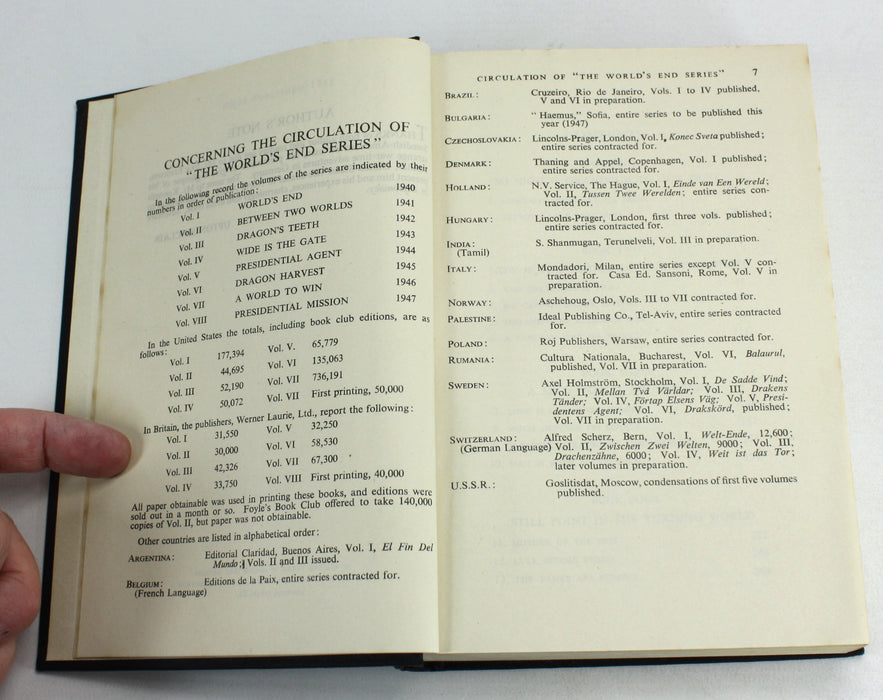 CONCERNING THE CIRCULATION OF
"THE WORLD'S END SERIES"
In the following record the volumes of the series are indicated by their
numbers in order of publication:
Vol. I WORLD'S END 1940
Vol. II BETWEEN TWO WORLDS 1941
Vol. III DRAGON'S TEETH 1942
Vol. IV WIDE IS THE GATE 1943
Vol. V PRESIDENTIAL AGENT 1944
Vol. VI DRAGON HARVEST 1945
Vol. VII A WORLD TO WIN 1946
Vol. VIII PRESIDENTIAL MISSION 1947
In the United States the totals, including book club editions, are as
follows:
Vol. I 177,394 Vol. V. 65,779
Vol. II 44,695 Vol. VI 135,063
Vol. III 52,190 Vol. VII 736,191
Vol. IV 50,072 Vol. VII First printing, 50,000
In Britain, the publishers, Werner Laurie, Ltd., report the following:
Vol. I 31,550 Vol. V 32,250
Vol. II 30,000 Vol. VI 58,530
Vol. III 42,326 Vol. VII 67,300
Vol. IV 33,750 Vol. VIII First printing, 40,000
All paper obtainable was used in printing these books, and editions were
sold out in a month or so. Foyle's Book Club offered to take 140,000
copies of Vol. II, but paper was not obtainable.
Other countries are listed in alphabetical order:
ARGENTINA: Editorial Claridad, Buenos Aires, Vol. I, El Fin Del
Mundo; Vols. II and III issued.
BELGIUM: Editions de la Paix, entire series contracted for.
(French Language)
CIRCULATION OF "THE WORLD'S END SERIES" 7
BRAZIL: Cruzeiro, Rio de Janeiro, Vols. I to IV published,
V and VI in preparation.
BULGARIA: "Haemus," Sofia, entire series to be published this
year (1947)
CZECHOSLOVAKIA: Lincolns-Prager, London, Vol. I, Konec Sveta published;
entire series contracted for.
DENMARK: Thaning and Appel, Copenhagen, Vol. I published;
entire series contracted for.
HOLLAND: N.V. Service, The Hague, Vol. I, Einde van Een Wereld;
Vol. II, Tussen Twee Werelden; entire series con-
tracted for.
HUNGARY: Lincolns-Prager, London, first three vols. published;
entire series contracted for.
INDIA: S. Shanmugan, Terunelveli, Vol. III in preparation.
(Tamil)
ITALY: Mondadori, Milan, entire series except Vol. V con-
tracted for. Casa Ed. Sansoni, Rome, Vol. V in
preparation.
NORWAY: Aschehoug, Oslo, Vols. III to VII contracted for.
PALESTINE: Ideal Publishing Co., Tel-Aviv, entire series contracted
for.
POLAND: Roj Publishers, Warsaw, entire series contracted for.
RUMANIA: Cultura Nationala, Bucharest, Vol. VI, Balaurul,
published, Vol. VII in preparation.
SWEDEN: Axel Holmström, Stockholm, Vol. I, De Sadde Vind;
Vol. II, Mellan Två Världar; Vol. III, Drakens
Tänder; Vol. IV, Förtap Elsens Väg; Vol. V, Presi-
dentens Agent; Vol. VI, Drakskörd, published;
Vol. VII in preparation.
SWITZERLAND: Alfred Scherz, Bern, Vol. I, Welt-Ende, 12,600;
(German Language) Vol. II, Zwischen Zwei Welten, 9000; Vol. III,
Drachenzähne, 6000; Vol. IV, Weit ist das Tor;
later volumes in preparation.
U.S.S.R.: Goslitisdat, Moscow, condensations of first five volumes
published.